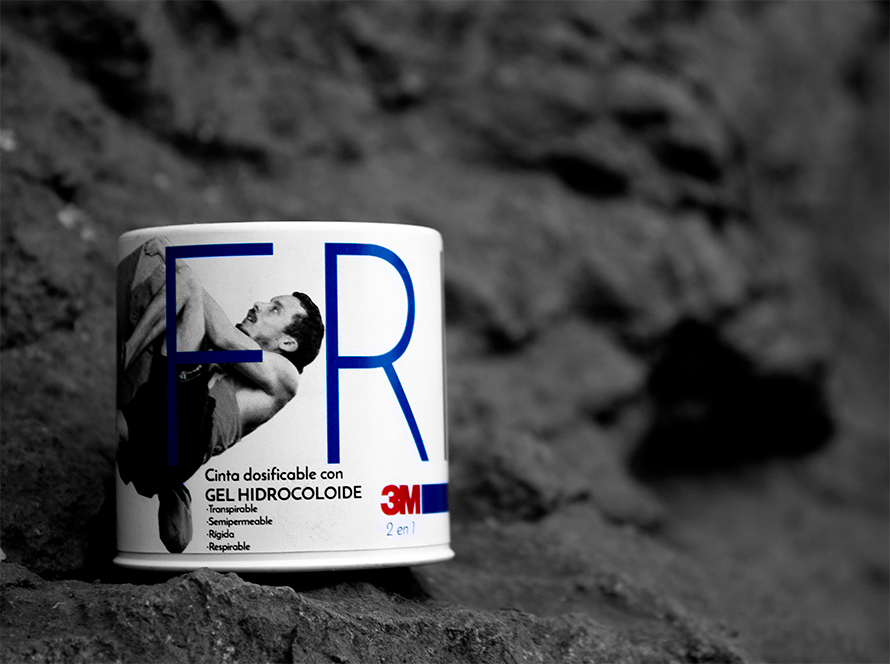 FR
Cinta dosificable con
GEL HIDROCOLOIDE
·Transpirable
·Semipermeable
·Rígida
·Respirable
3M
2 en 1